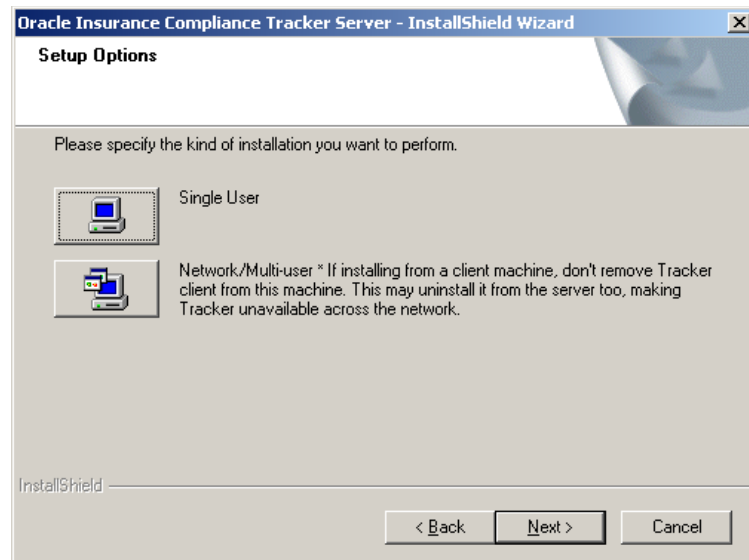 Oracle Insurance Compliance Tracker Server - InstallShield Wizard
Setup Options
Please specify the kind of installation you want to perform.
Single User
Network/Multi-user * If installing from a client machine, don't remove Tracker
client from this machine. This may uninstall it from the server too, making
Tracker unavailable across the network.
InstallShield
< Back Next > Cancel